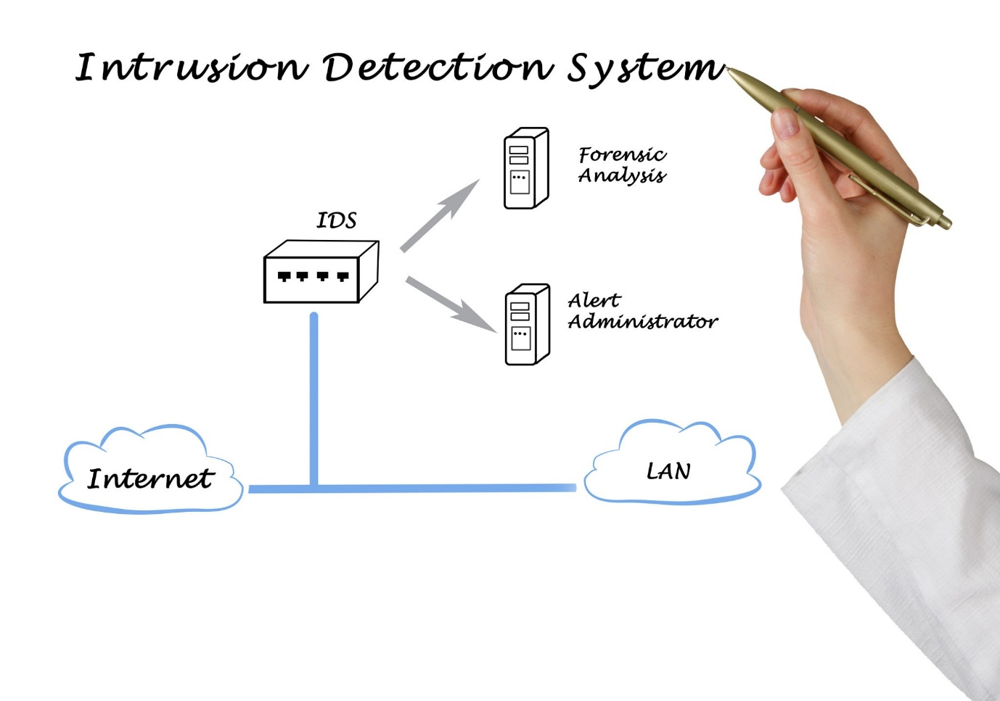 Intrusion Detection System
Forensic
Analysis
IDS
Alert
Administrator
Internet
LAN